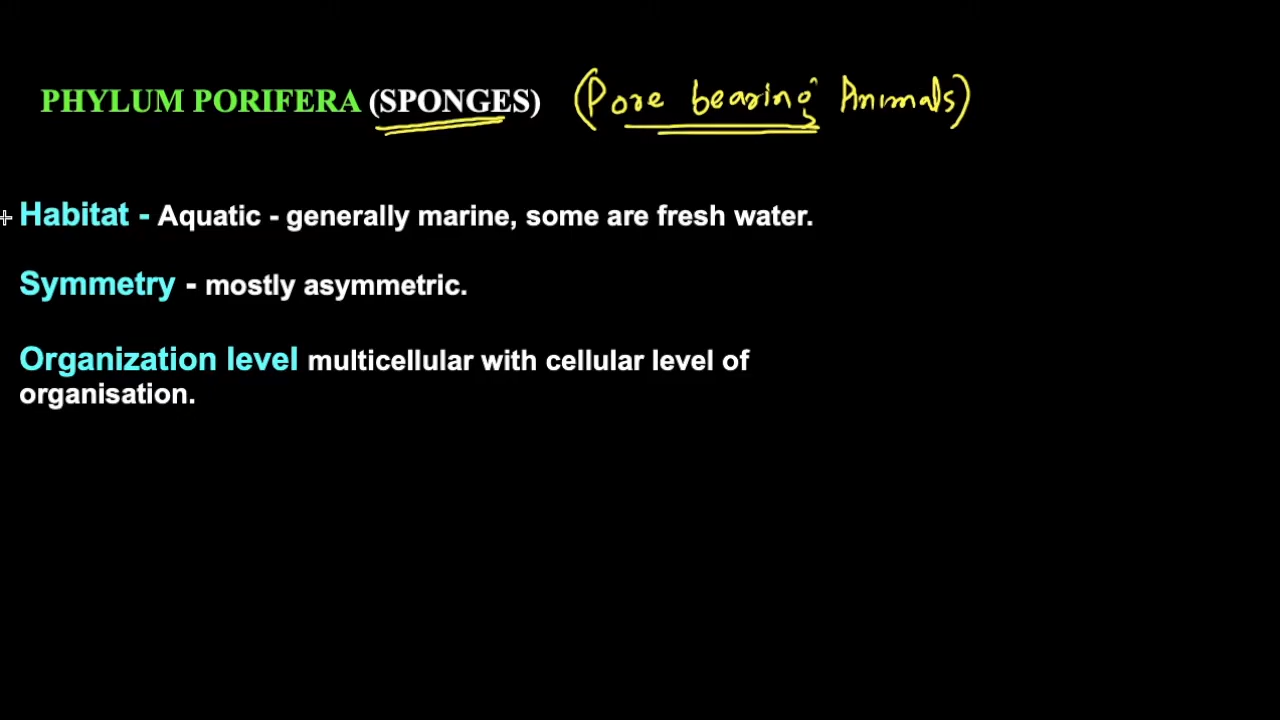 PHYLUM PORIFERA (SPONGES) (Pore bearing Animals)
Habitat - Aquatic - generally marine, some are fresh water.
Symmetry - mostly asymmetric.
Organization level multicellular with cellular level of
organisation.